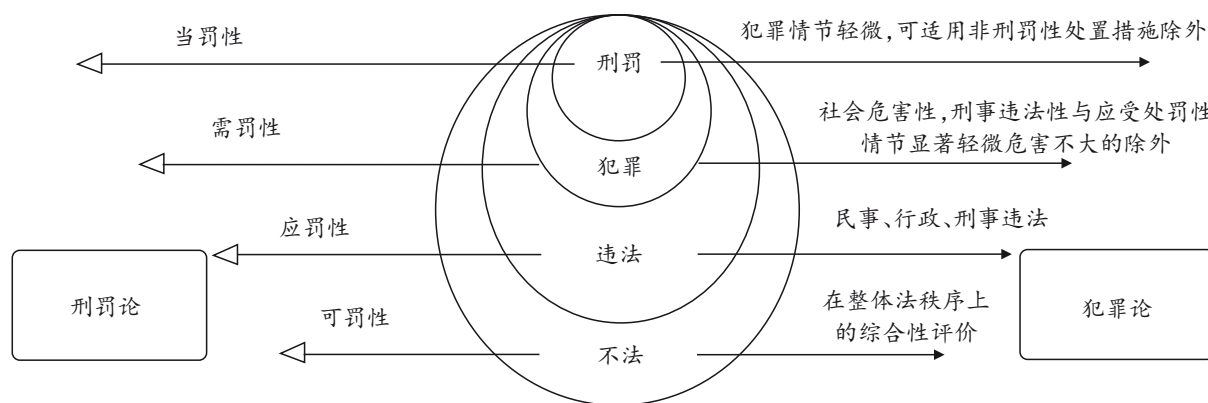 当罚性
刑罚
犯罪情节轻微,可适用非刑罚性处置措施除外
需罚性
犯罪
社会危害性,刑事违法性与应受处罚性
情节显著轻微危害不大的除外
应罚性
违法
民事、行政、刑事违法
刑罚论
可罚性
不法
在整体法秩序上
的综合性评价
犯罪论